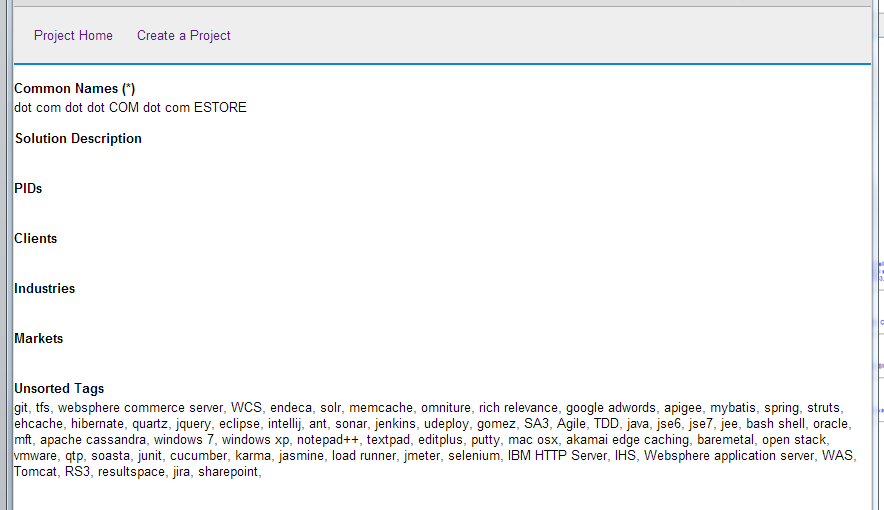 Project Home Create a Project
Common Names (*)
dot com dot dot COM dot com ESTORE
Solution Description
PIDs
Clients
Industries
Markets
Unsorted Tags
git, tfs, websphere commerce server, WCS, endeca, solr, memcache, omniture, rich relevance, google adwords, apigee, mybatis, spring, struts,
ehcache, hibernate, quartz, jquery, eclipse, intellij, ant, sonar, jenkins, udeploy, gomez, SA3, Agile, TDD, java, jse6, jse7, jee, bash shell, oracle,
mft, apache cassandra, windows 7, windows xp, notepad++, textpad, editplus, putty, mac osx, akamai edge caching, baremetal, open stack,
vmware, qtp, soasta, junit, cucumber, karma, jasmine, load runner, jmeter, selenium, IBM HTTP Server, IHS, Websphere application server, WAS,
Tomcat, RS3, resultspace, jira, sharepoint,